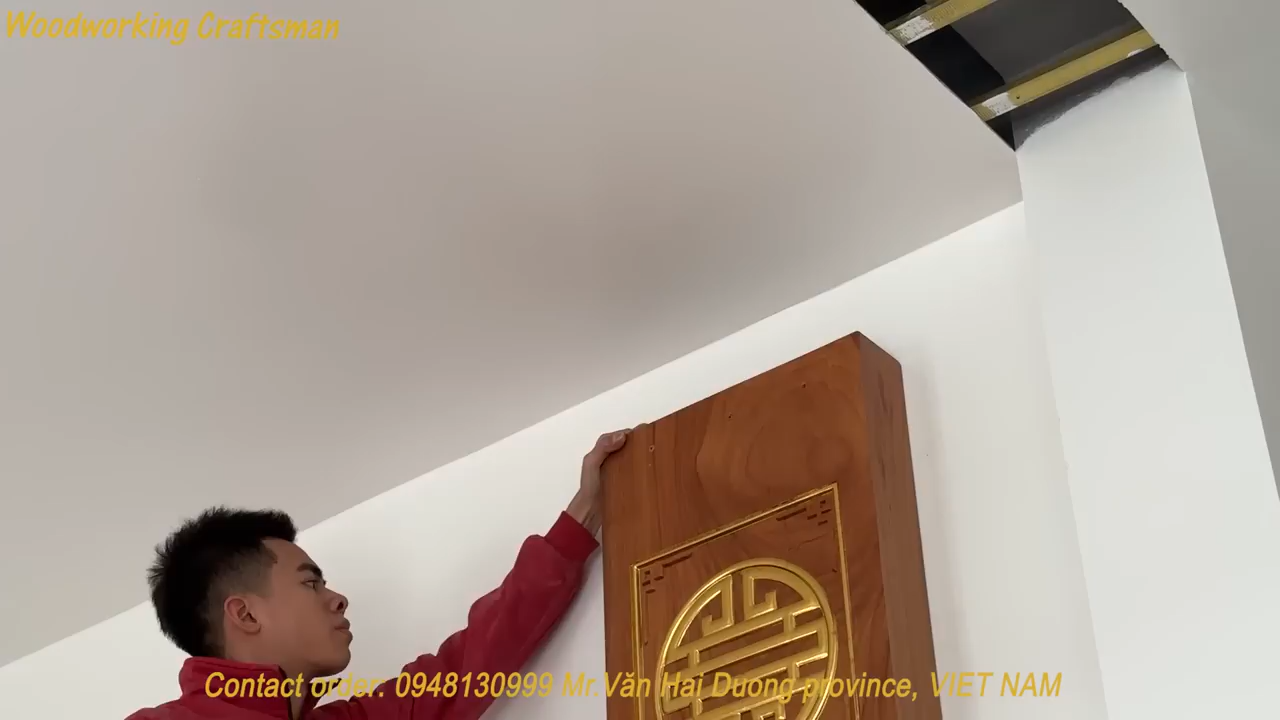 Woodworking Craftsman
Contact order: 0948130999 Mr.Văn Hai Duong province, VIET NAM